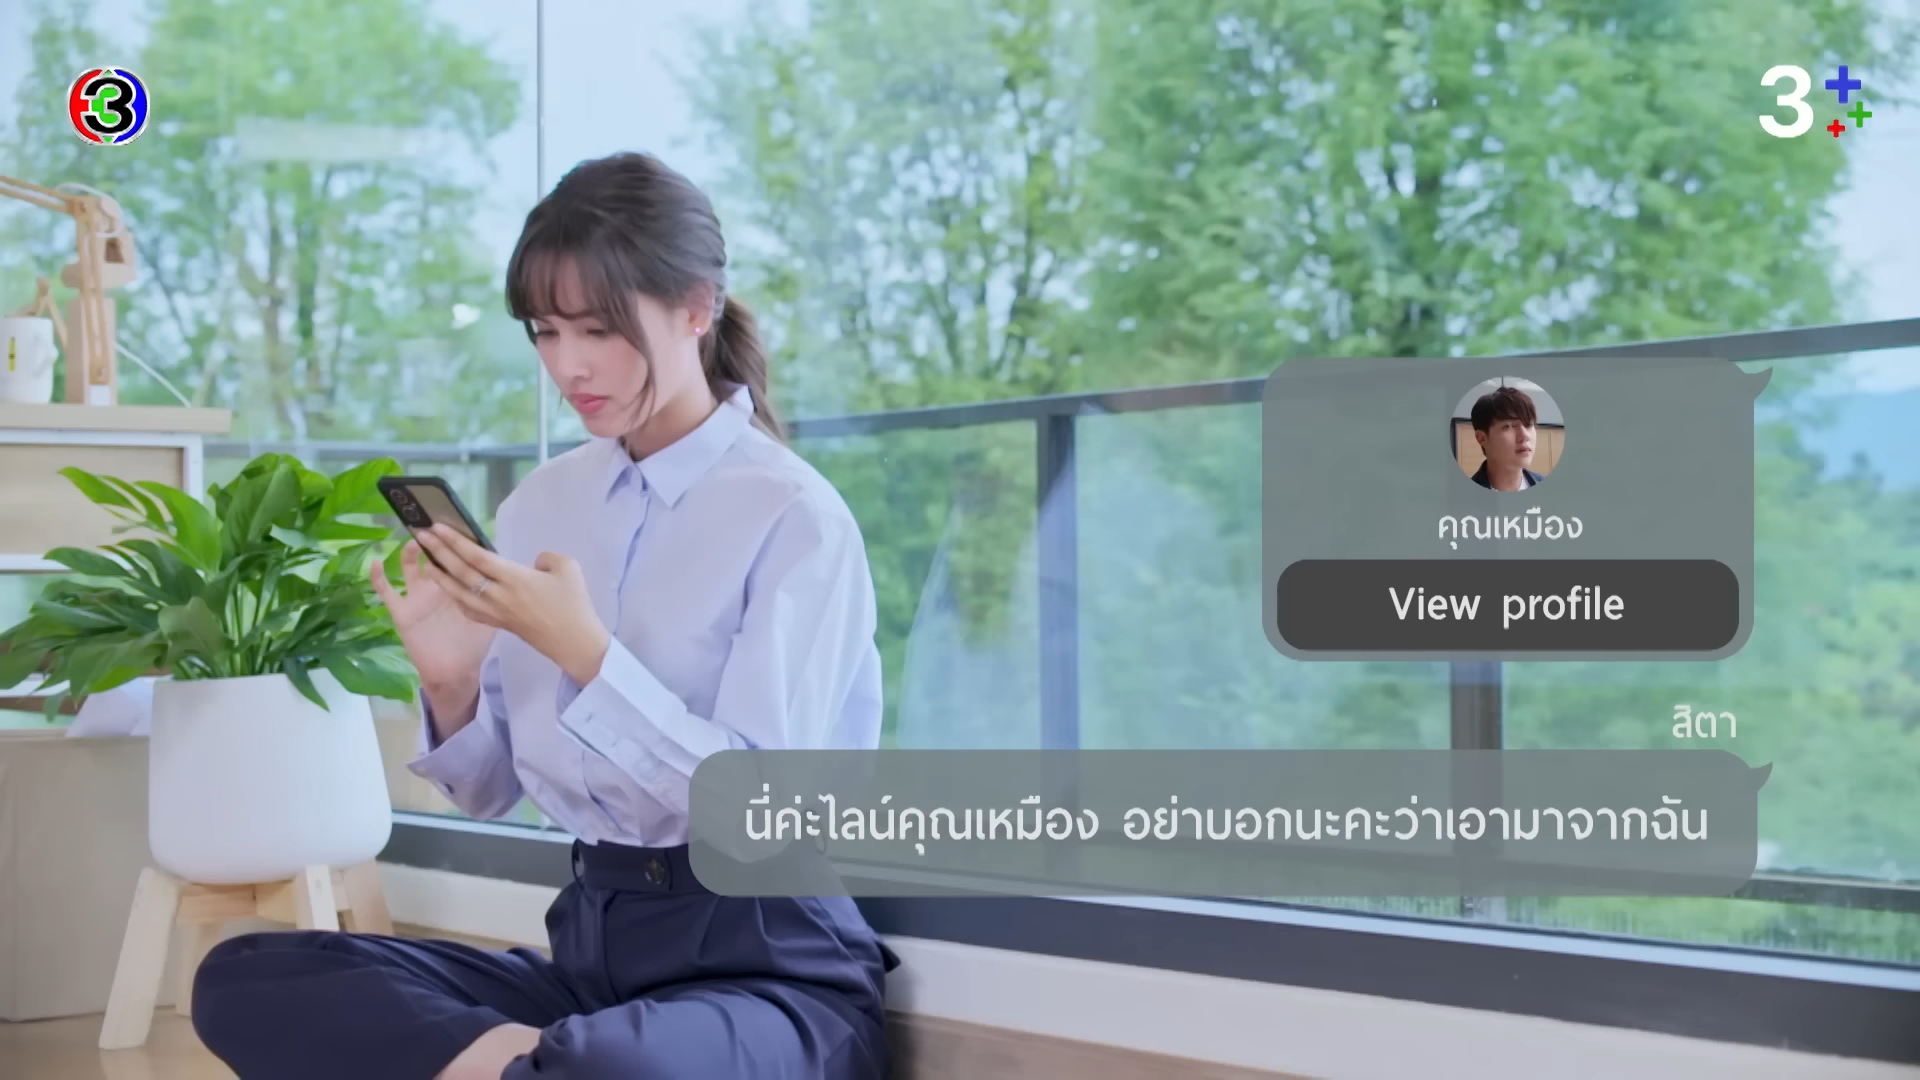 3
3
คุณเหมือง
View profile
สิตา
นี่ค่ะไลน์คุณเหมือง อย่าบอกนะคะว่าเอามาจากฉัน